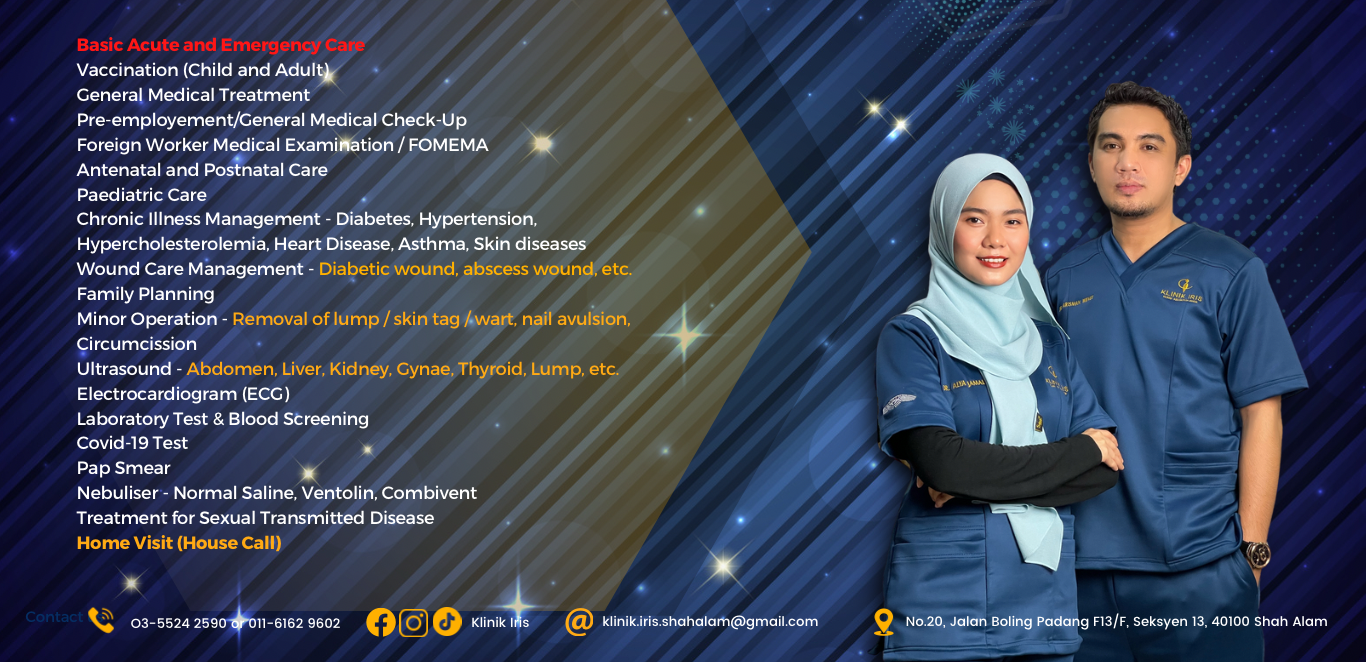 Basic Acute and Emergency Care
Vaccination (Child and Adult)
General Medical Treatment
Pre-employement/General Medical Check-Up
Foreign Worker Medical Examination / FOMEMA
Antenatal and Postnatal Care
Paediatric Care
Chronic Illness Management - Diabetes, Hypertension,
Hypercholesterolemia, Heart Disease, Asthma, Skin diseases
Wound Care Management - Diabetic wound, abscess wound, etc.
Family Planning
Minor Operation - Removal of lump / skin tag / wart, nail avulsion,
Circumcission
Ultrasound - Abdomen, Liver, Kidney, Gynae, Thyroid, Lump, etc.
Electrocardiogram (ECG)
Laboratory Test & Blood Screening
Covid-19 Test
Pap Smear
Nebuliser - Normal Saline, Ventolin, Combivent
Treatment for Sexual Transmitted Disease
Home Visit (House Call)
KLINIK IRIS
Contact
O3-5524 2590 or 011-6162 9602
Klinik Iris
klinik.iris.shahalam@gmail.com
No.20, Jalan Boling Padang F13/F, Seksyen 13, 40100 Shah Alam